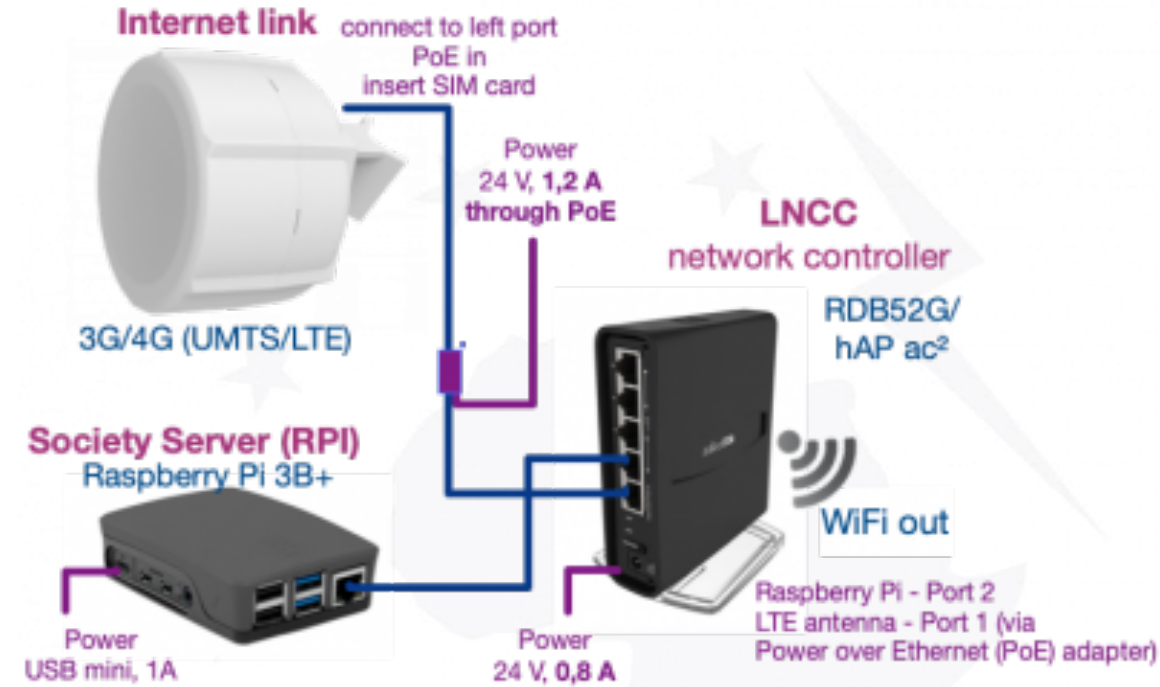 Internet link
connect to left port
PoE in
insert SIM card
Power
24 V, 1,2 A
through PoE
LNCC
network controller
RDB52G/
hAP ac²
3G/4G (UMTS/LTE)
Society Server (RPI)
Raspberry Pi 3B+
WiFi out
Raspberry Pi - Port 2
LTE antenna - Port 1 (via
Power over Ethernet (PoE) adapter)
Power
USB mini, 1A
Power
24 V, 0,8 A